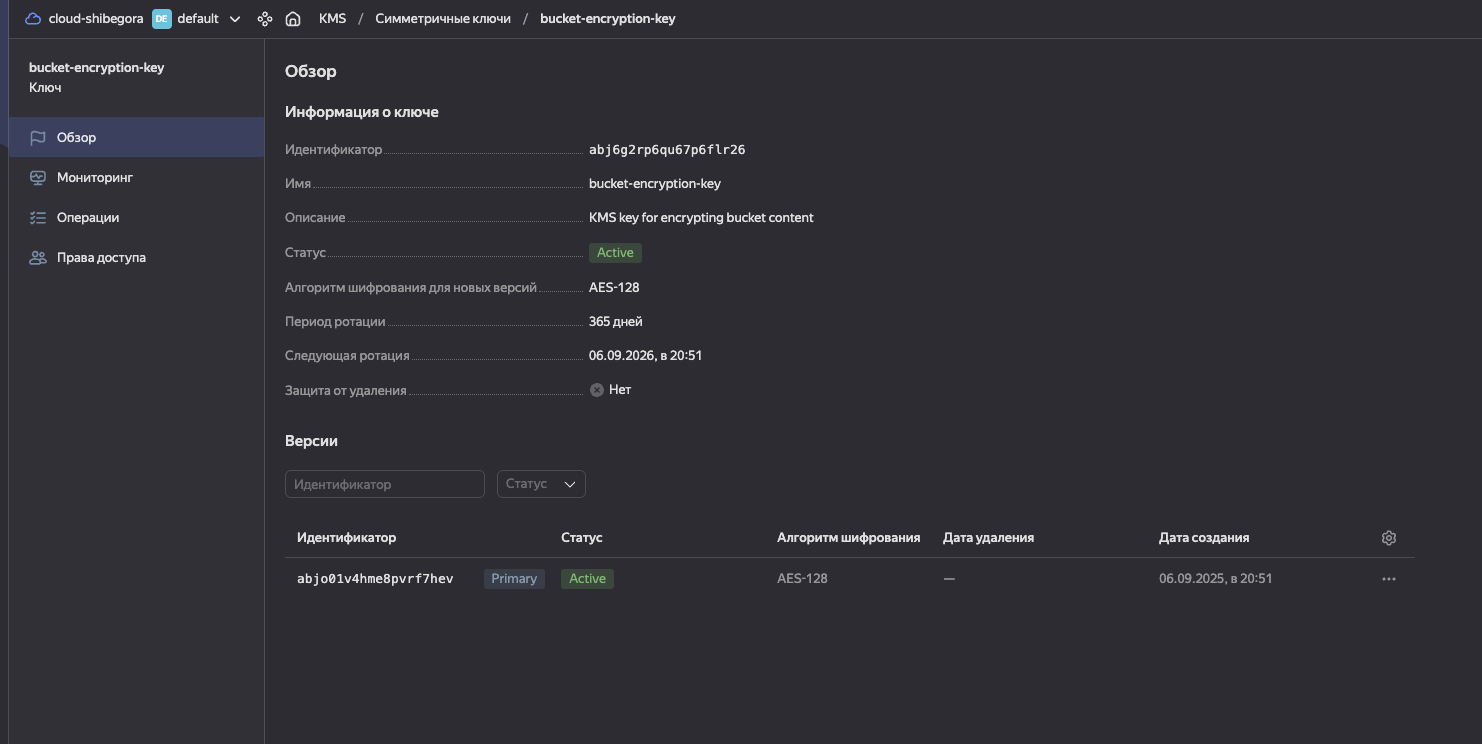 cloud-shibegora DE default KMS / Симметричные ключи / bucket-encryption-key
bucket-encryption-key
Ключ
Обзор
Мониторинг
Операции
Права доступа
Обзор
Информация о ключе
Идентификатор abj6g2rp6qu67p6flr26
Имя bucket-encryption-key
Описание KMS key for encrypting bucket content
Статус Active
Алгоритм шифрования для новых версий AES-128
Период ротации 365 дней
Следующая ротация 06.09.2026, в 20:51
Защита от удаления Нет
Версии
Идентификатор Статус
Идентификатор Статус Алгоритм шифрования Дата удаления Дата создания
abjo01v4hme8pvrf7hev Primary Active AES-128 — 06.09.2025, в 20:51